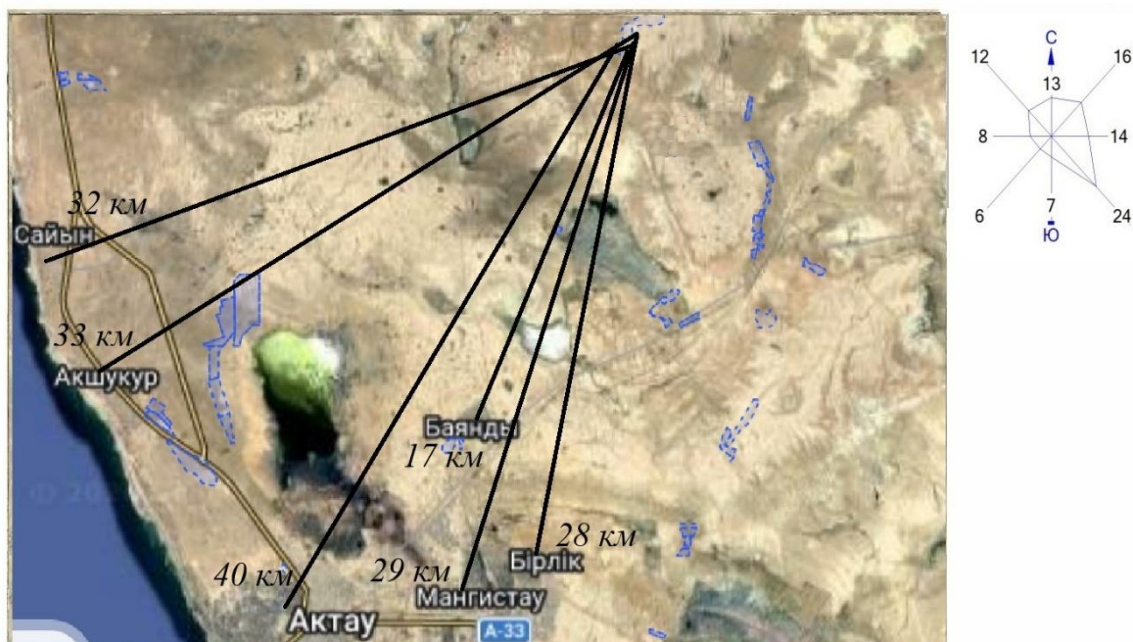 С
12
16
13
8
14
6
7
24
Ю
32 км
Сайын
33 км
Акшукур
Баянды
17 км
28 км
Бірлік
40 км
29 км
Мангистау
Актау
А-33